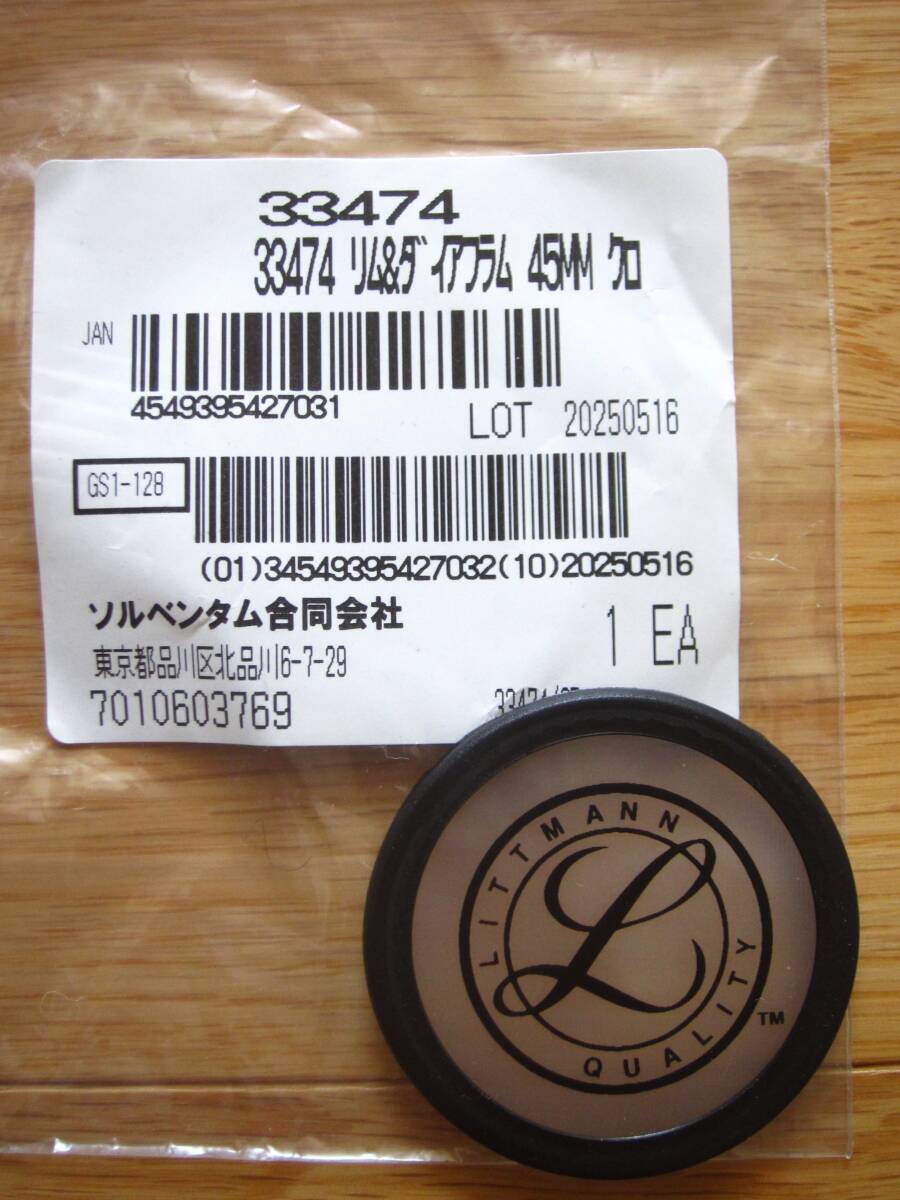 33474
33474 リム&ダイアフラム 45MM クロ
JAN
4549395427031
LOT 20250516
GS1-128
(01)34549395427032(10)20250516
ソルベンタム合同会社
1 EA
東京都品川区北品川6-7-29
7010603769
LITTMANN
L
QUALITY
TM